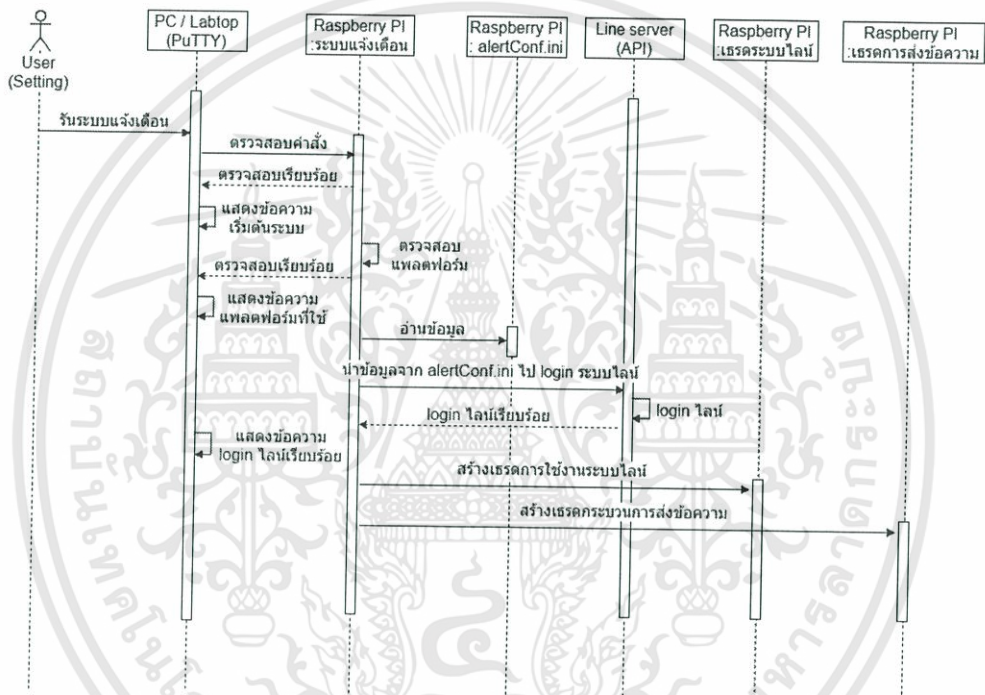 User
(Setting)
PC / Labtop
(PuTTY)
Raspberry PI
:ระบบแจ้งเตือน
Raspberry PI
: alertConf.ini
Line server
(API)
Raspberry PI
:เธรดระบบไลน์
Raspberry PI
:เธรดการส่งข้อความ
รันระบบแจ้งเตือน
ตรวจสอบคำสั่ง
ตรวจสอบเรียบร้อย
แสดงข้อความ
เริ่มต้นระบบ
ตรวจสอบ
แพลตฟอร์ม
ตรวจสอบเรียบร้อย
แสดงข้อความ
แพลตฟอร์มที่ใช้
อ่านข้อมูล
นำข้อมูลจาก alertConf.ini ไป login ระบบไลน์
login ไลน์
login ไลน์เรียบร้อย
แสดงข้อความ
login ไลน์เรียบร้อย
สร้างเธรดการใช้งานระบบไลน์
สร้างเธรดกระบวนการส่งข้อความ